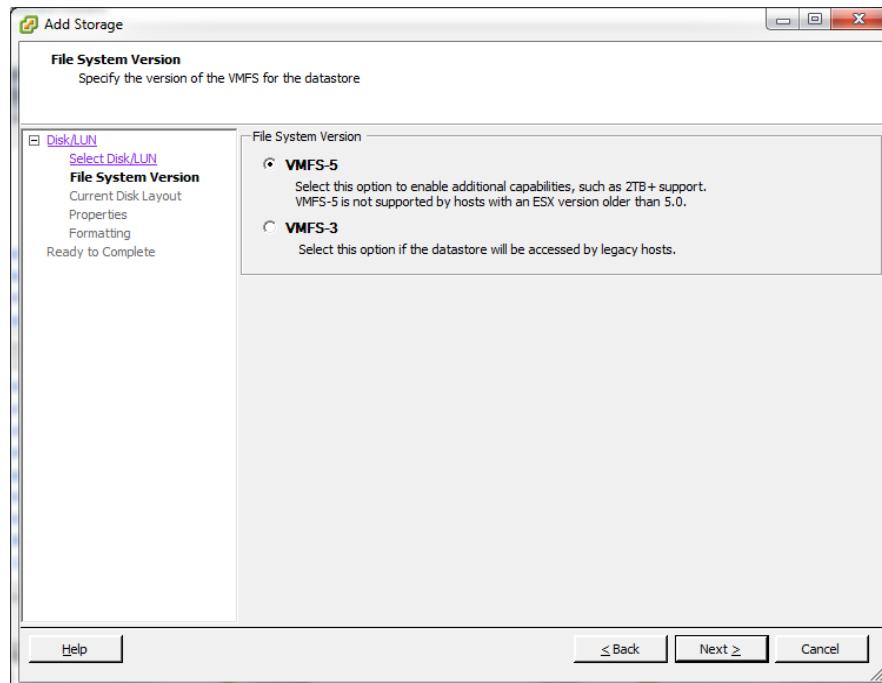 Add Storage
File System Version
Specify the version of the VMFS for the datastore
Disk/LUN
Select Disk/LUN
File System Version
Current Disk Layout
Properties
Formatting
Ready to Complete
File System Version
VMFS-5
Select this option to enable additional capabilities, such as 2TB+ support.
VMFS-5 is not supported by hosts with an ESX version older than 5.0.
VMFS-3
Select this option if the datastore will be accessed by legacy hosts.
Help
< Back
Next >
Cancel